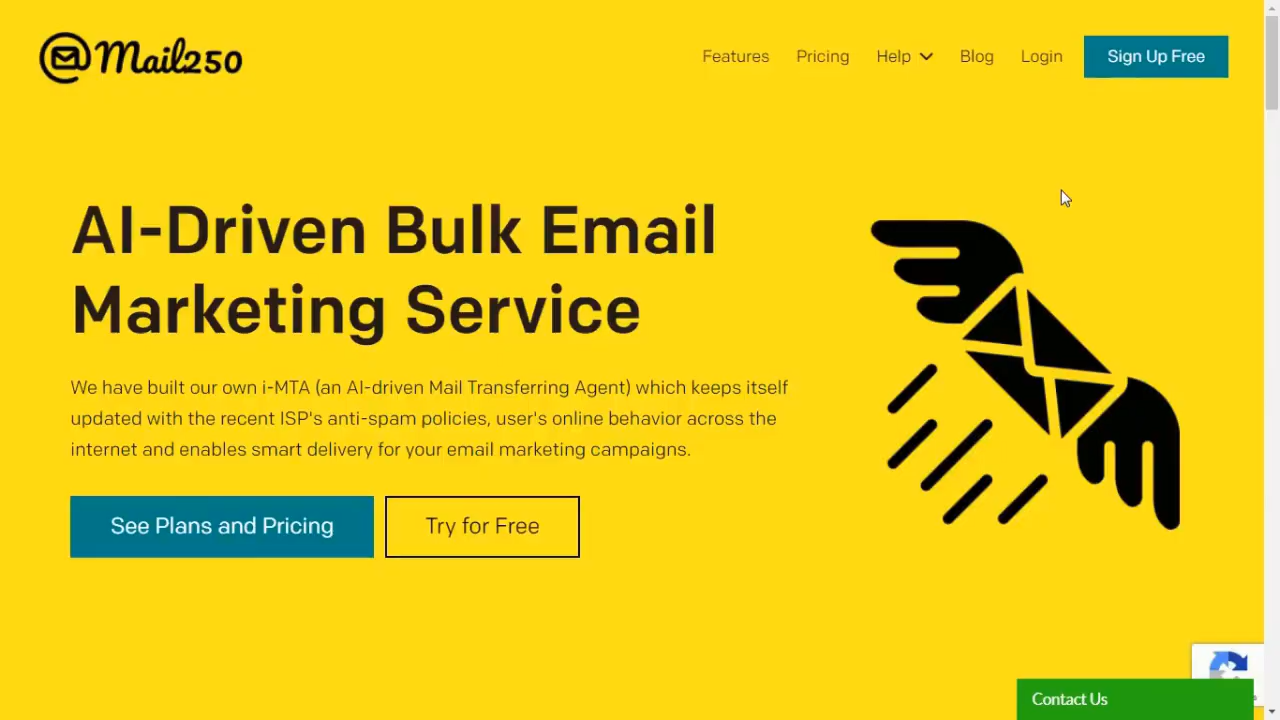 @Mail250
Features
Pricing
Help
Blog
Login
Sign Up Free
AI-Driven Bulk Email
Marketing Service
We have built our own i-MTA (an AI-driven Mail Transferring Agent) which keeps itself
updated with the recent ISP's anti-spam policies, user's online behavior across the
internet and enables smart delivery for your email marketing campaigns.
See Plans and Pricing
Try for Free
Contact Us